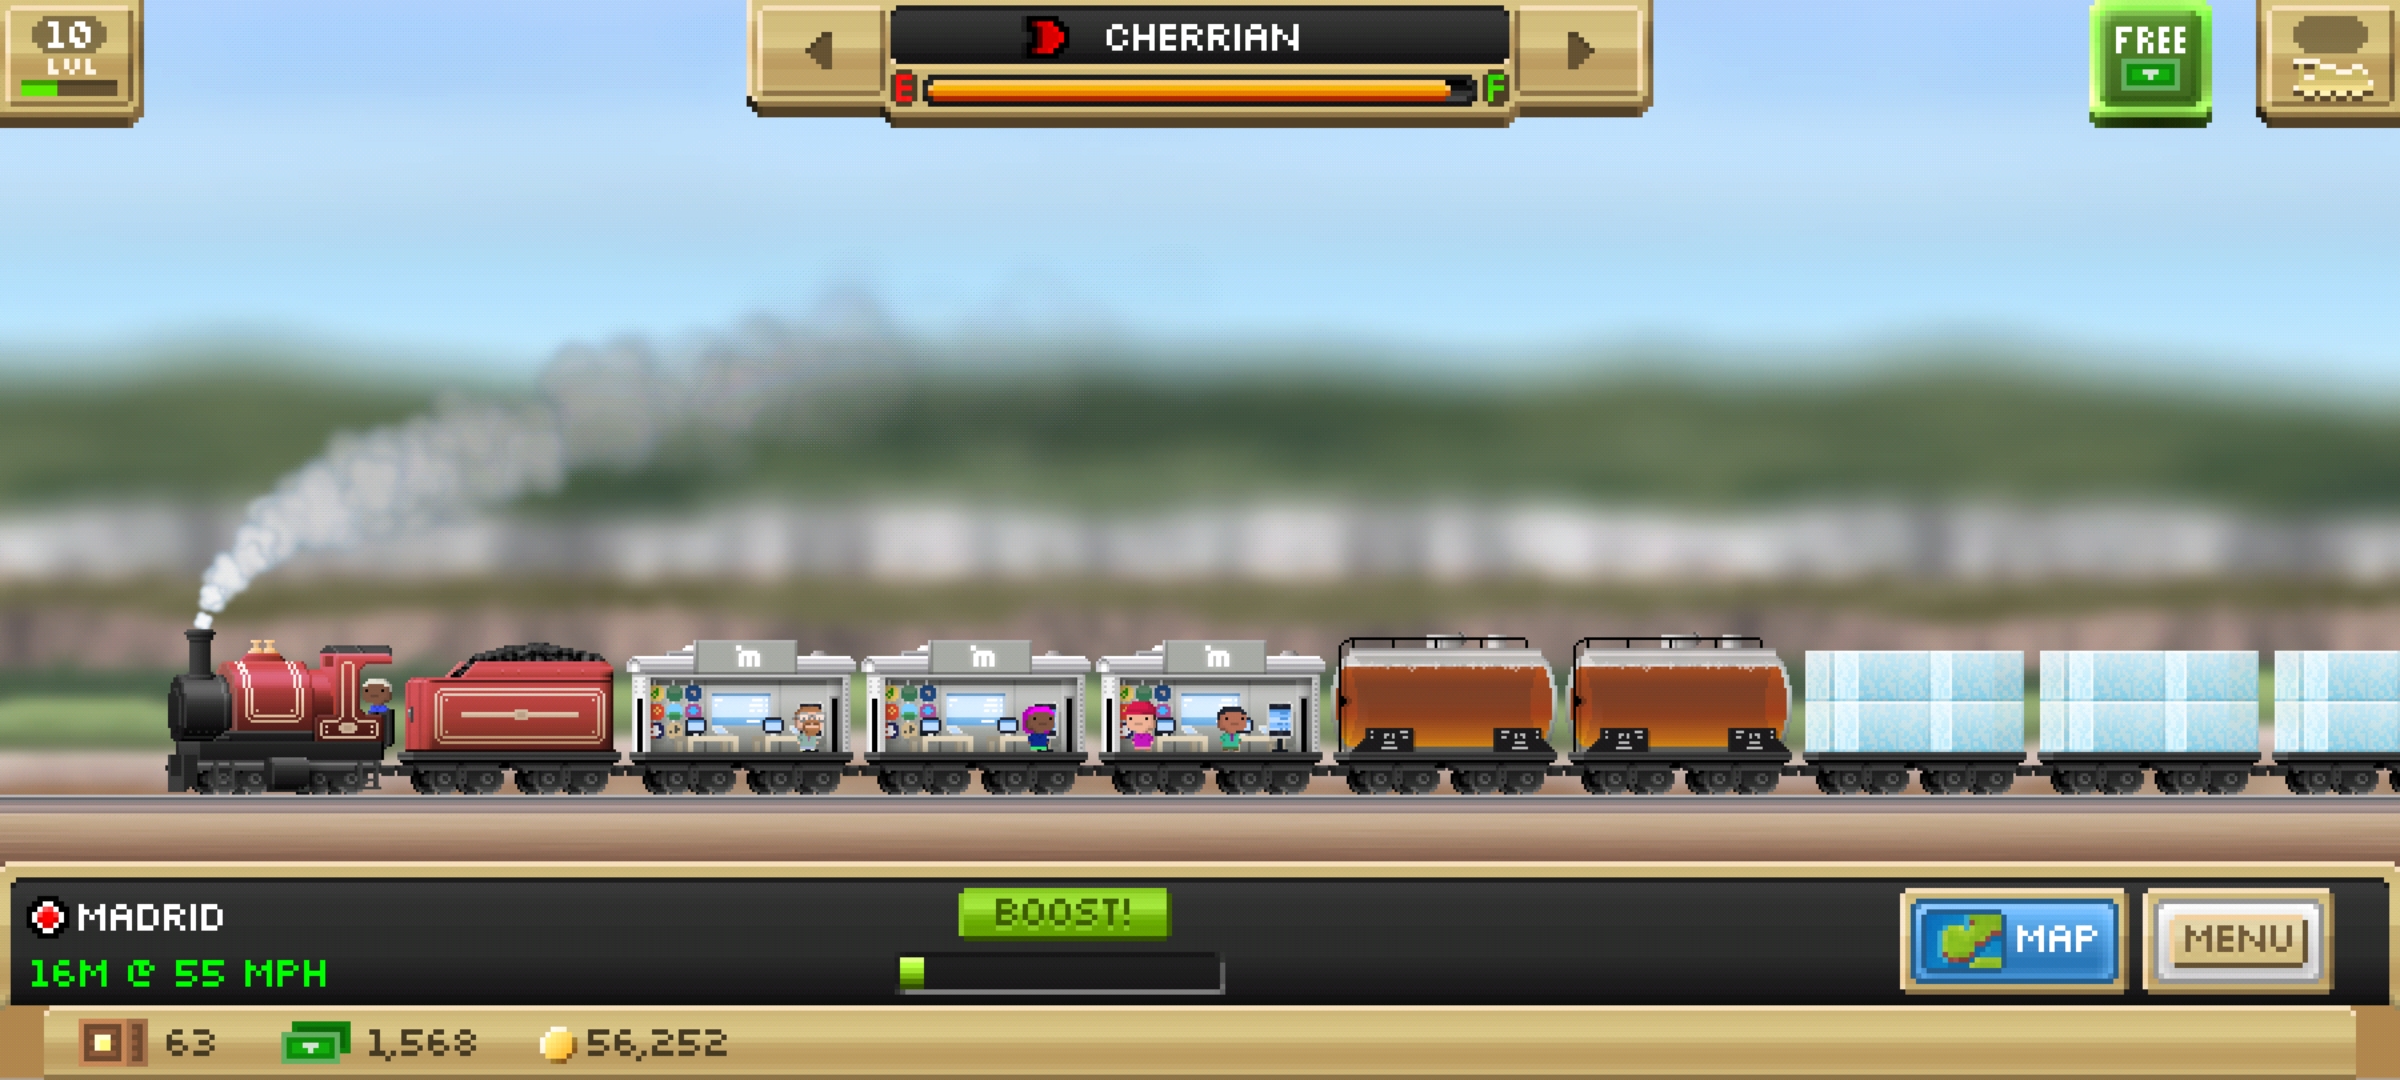 10
LVL
CHERRIAN
E
F
FREE
m
m
m
MADRID
16M @ 55 MPH
BOOST!
MAP
MENU
63
1,568
56,252